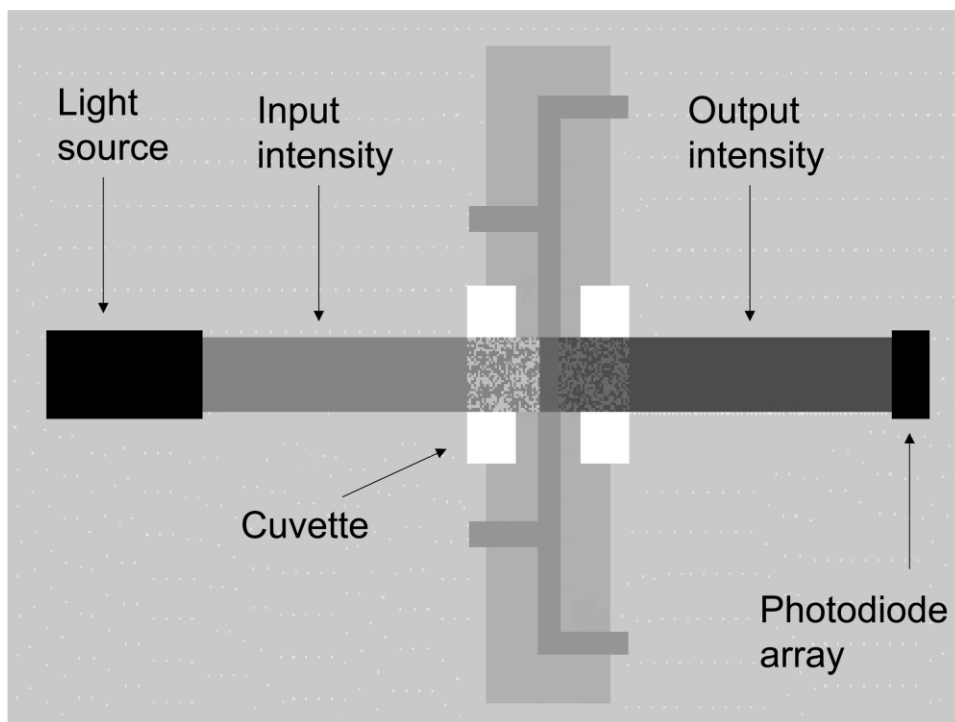 Light
source
Input
intensity
Output
intensity
Cuvette
Photodiode
array